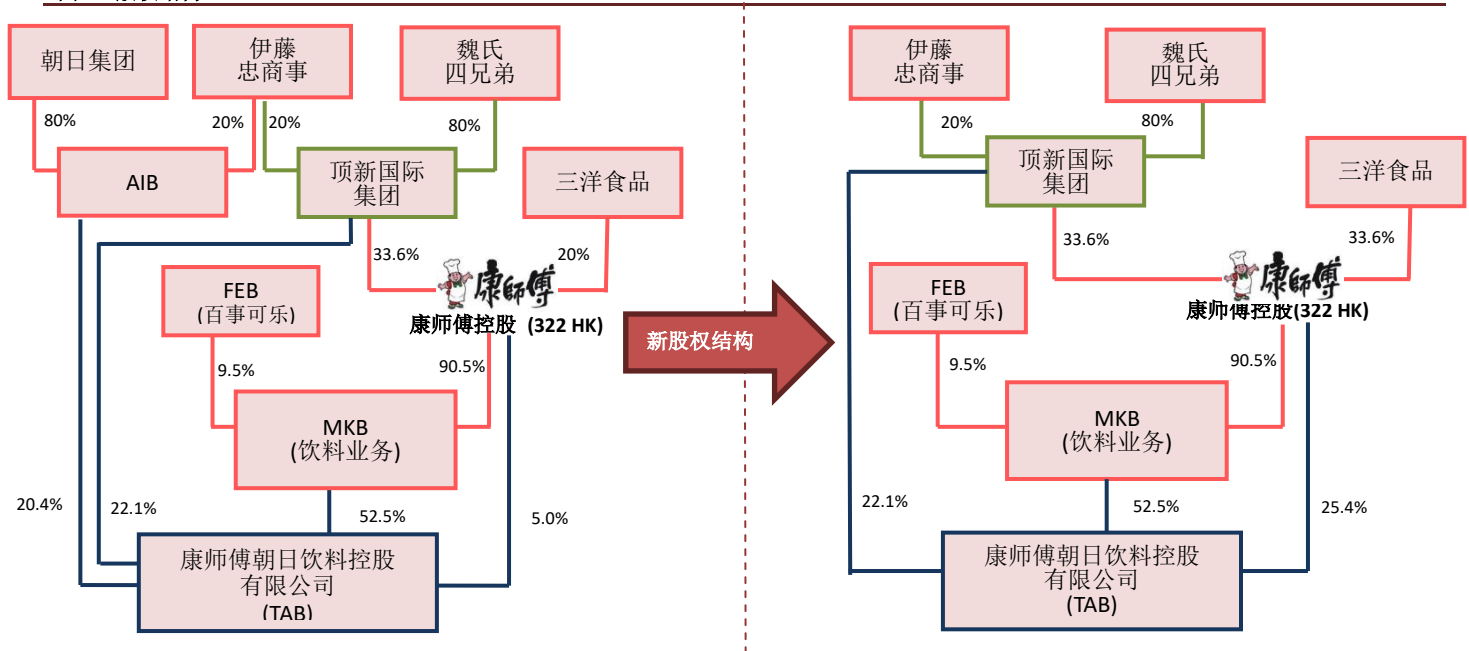 朝日集团
伊藤
忠商事
魏氏
四兄弟
80%
20%
20%
80%
AIB
顶新国际
集团
三洋食品
33.6%
20%
康師傅
康师傅控股 (322 HK)
FEB
(百事可乐)
9.5%
90.5%
MKB
(饮料业务)
20.4%
22.1%
52.5%
5.0%
康师傅朝日饮料控股
有限公司
(TAB)
新股权结构
伊藤
忠商事
魏氏
四兄弟
20%
80%
顶新国际
集团
三洋食品
33.6%
33.6%
康師傅
康师傅控股(322 HK)
FEB
(百事可乐)
9.5%
90.5%
MKB
(饮料业务)
22.1%
52.5%
25.4%
康师傅朝日饮料控股
有限公司
(TAB)